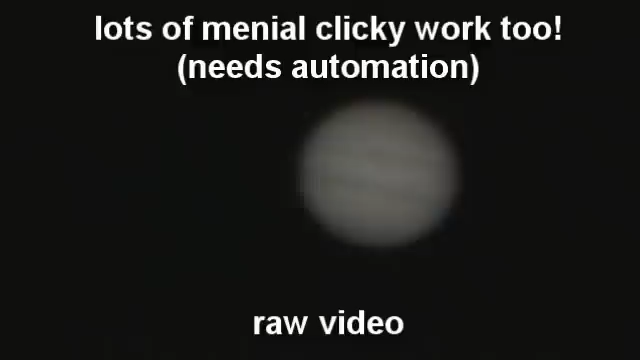 lots of menial clicky work too!
(needs automation)
raw video